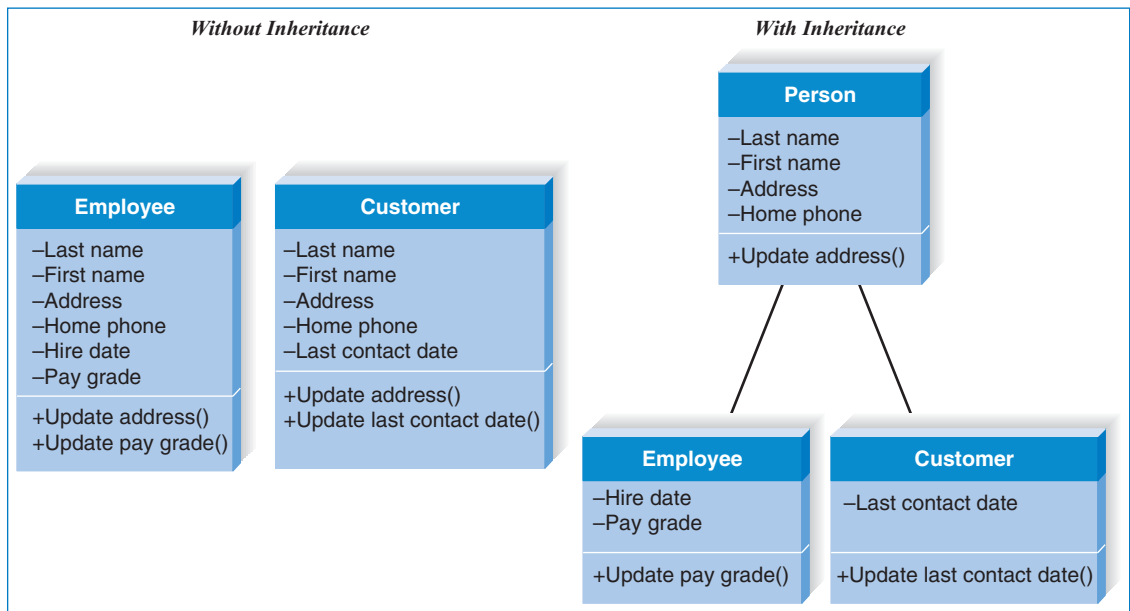 Without Inheritance
With Inheritance
Employee
–Last name
–First name
–Address
–Home phone
–Hire date
–Pay grade
+Update address()
+Update pay grade()
Customer
–Last name
–First name
–Address
–Home phone
–Last contact date
+Update address()
+Update last contact date()
Person
–Last name
–First name
–Address
–Home phone
+Update address()
Employee
–Hire date
–Pay grade
+Update pay grade()
Customer
–Last contact date
+Update last contact date()